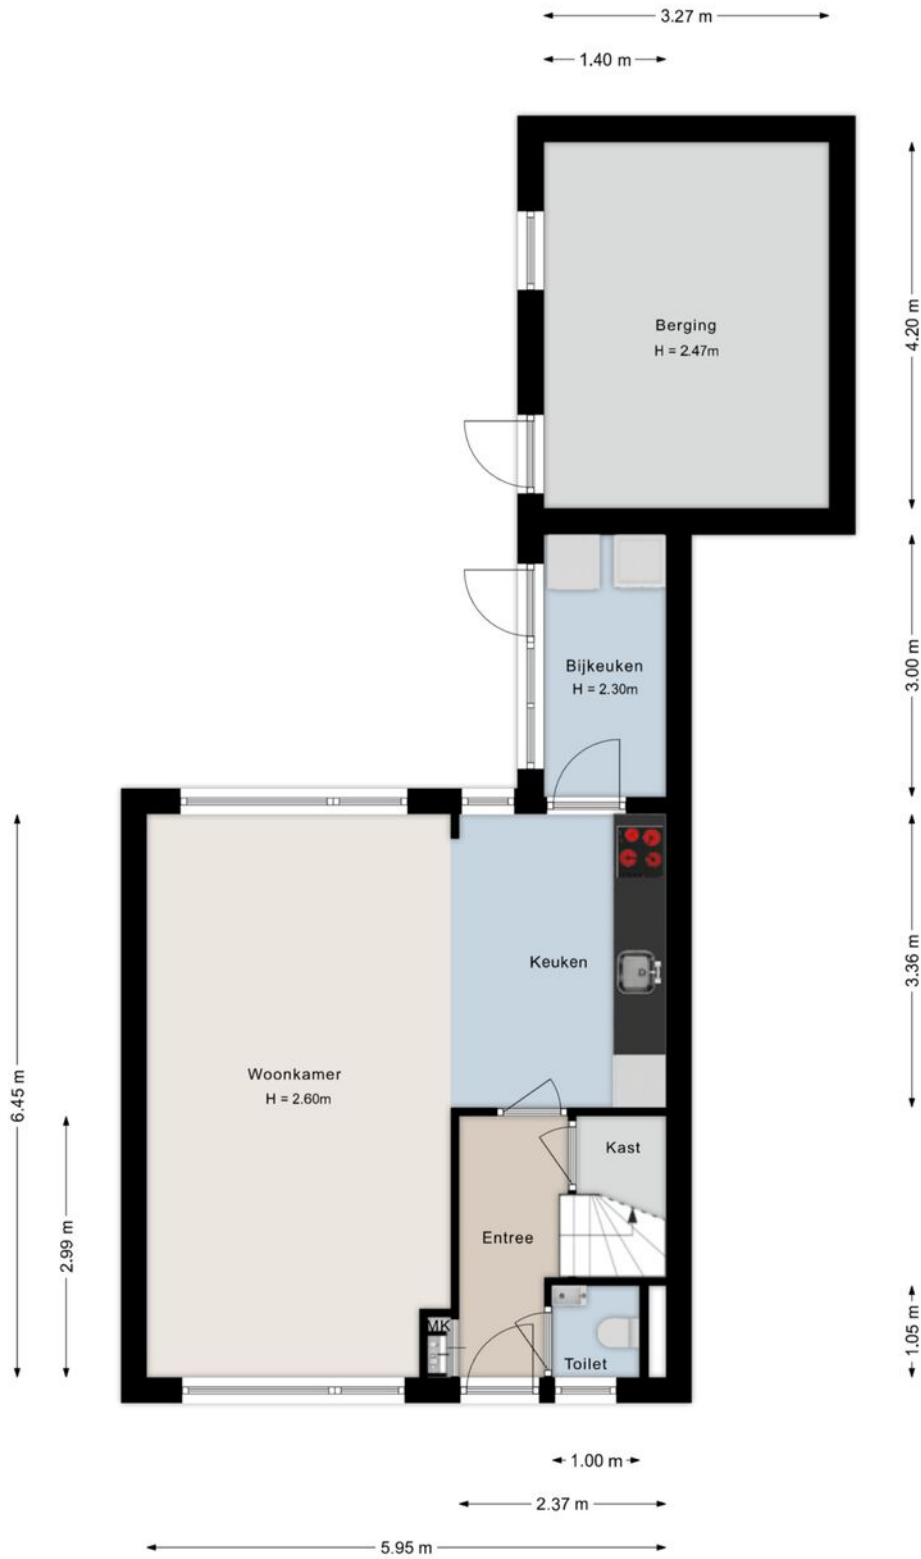 3.27 m
1.40 m
Berging
H = 2.47m
4.20 m
Bijkeuken
H = 2.30m
3.00 m
Keuken
3.36 m
Woonkamer
H = 2.60m
6.45 m
Kast
2.99 m
Entree
MK
Toilet
1.05 m
1.00 m
2.37 m
5.95 m